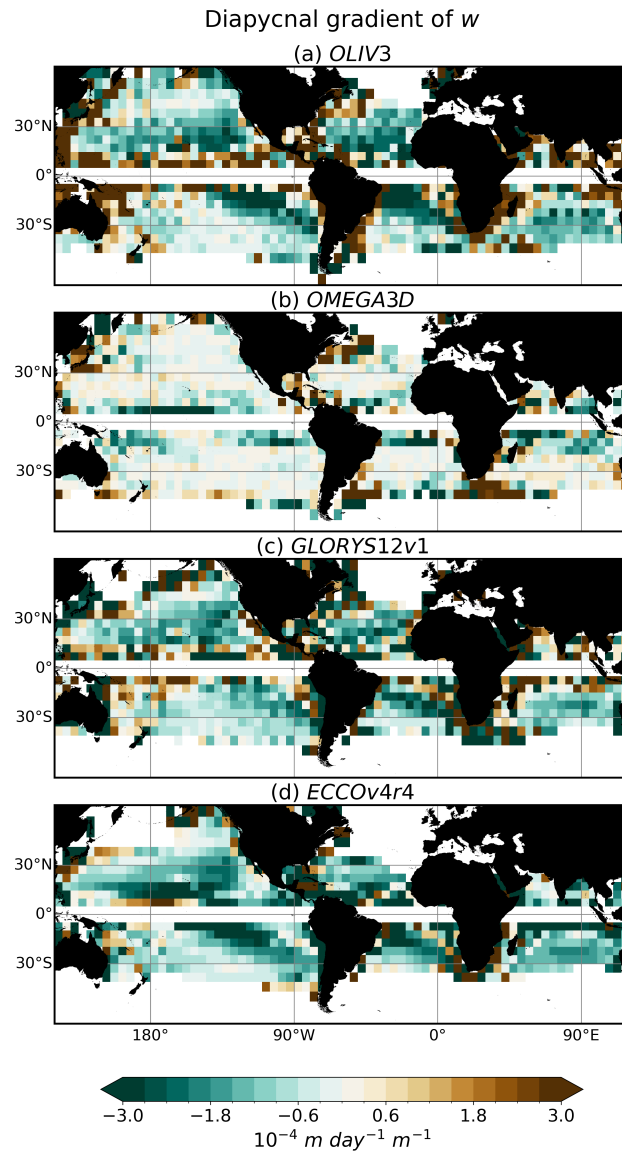 Diapycnal gradient of w
(a) OLIV3
30°N
0°
30°S
(b) OMEGA3D
30°N
0°
30°S
(c) GLORYS12v1
30°N
0°
30°S
(d) ECCOv4r4
30°N
0°
30°S
180° 90°W 0° 90°E
−3.0 −1.8 −0.6 0.6 1.8 3.0
10⁻⁴ m day⁻¹ m⁻¹